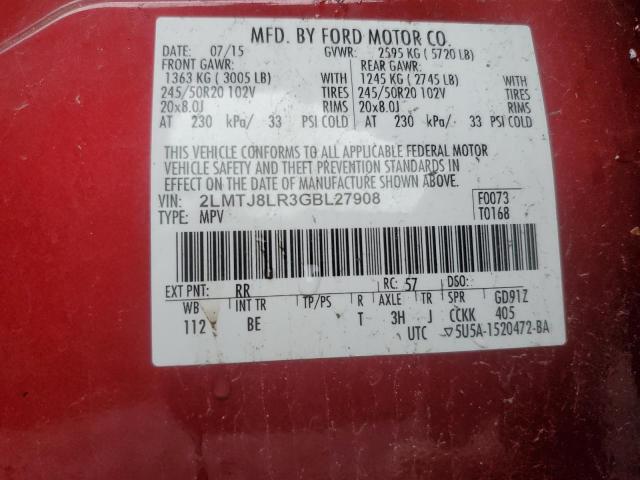 MFD. BY FORD MOTOR CO.
DATE: 07/15 GVWR: 2595 KG ( 5720 LB)
FRONT GAWR: REAR GAWR:
1363 KG ( 3005 LB) WITH 1245 KG ( 2745 LB) WITH
245/50R20 102V TIRES 245/50R20 102V TIRES
20x8.0J RIMS 20x8.0J RIMS
AT 230 kPa/ 33 PSI COLD AT 230 kPa/ 33 PSI COLD
THIS VEHICLE CONFORMS TO ALL APPLICABLE FEDERAL MOTOR
VEHICLE SAFETY AND THEFT PREVENTION STANDARDS IN
EFFECT ON THE DATE OF MANUFACTURE SHOWN ABOVE.
VIN: 2LMTJ8LR3GBL27908 F0073
TYPE: MPV T0168
EXT PNT: RR RC: 57 DSO:
WB INT TR TP/PS R AXLE TR SPR GD91Z
112 BE T 3H J CCKK 405
UTC ▽5U5A-1520472-BA